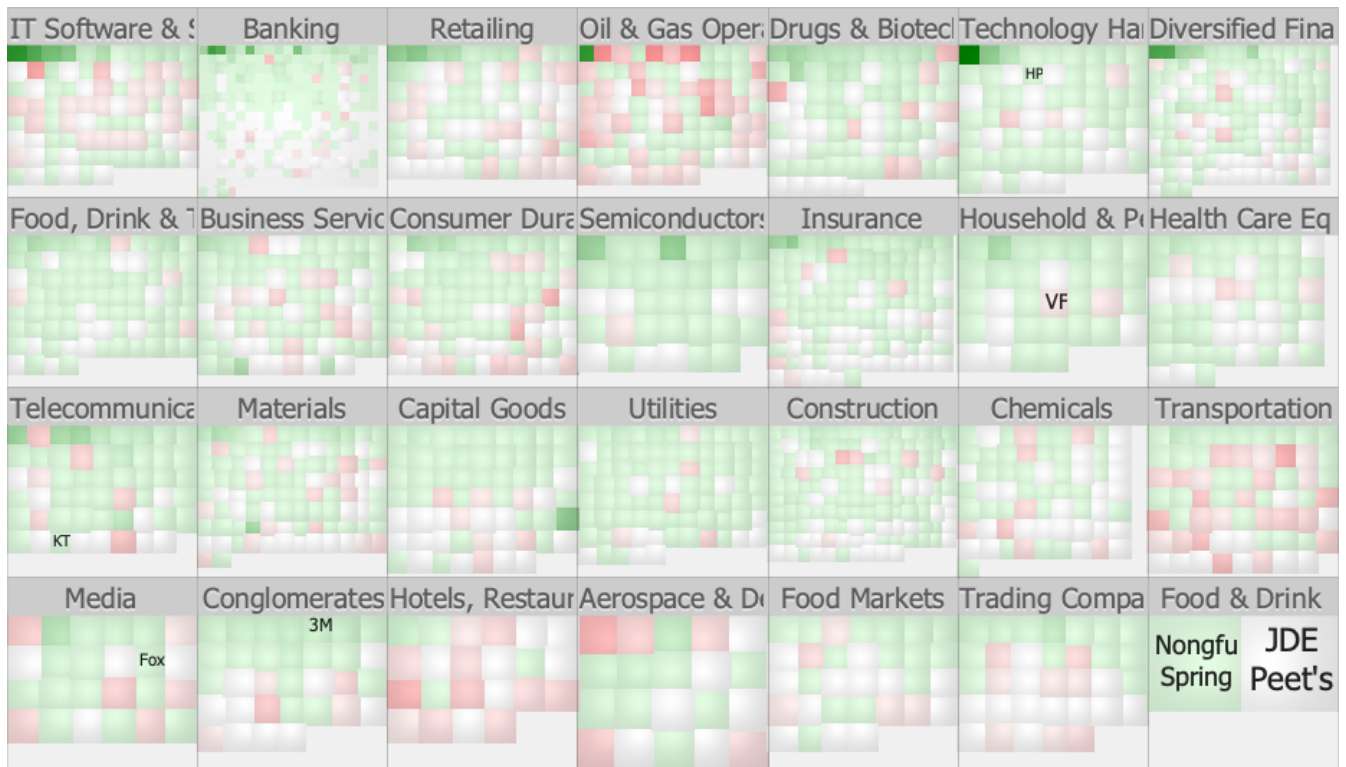 IT Software & S
Banking
Retailing
Oil & Gas Opera
Drugs & Biotecl
Technology Hai
Diversified Fina
HP
Food, Drink & T
Business Servic
Consumer Dura
Semiconductors
Insurance
Household & Pe
Health Care Eq
VF
Telecommunica
Materials
Capital Goods
Utilities
Construction
Chemicals
Transportation
KT
Media
Conglomerates
Hotels, Restaur
Aerospace & De
Food Markets
Trading Compa
Food & Drink
3M
Fox
Nongfu
Spring
JDE
Peet's